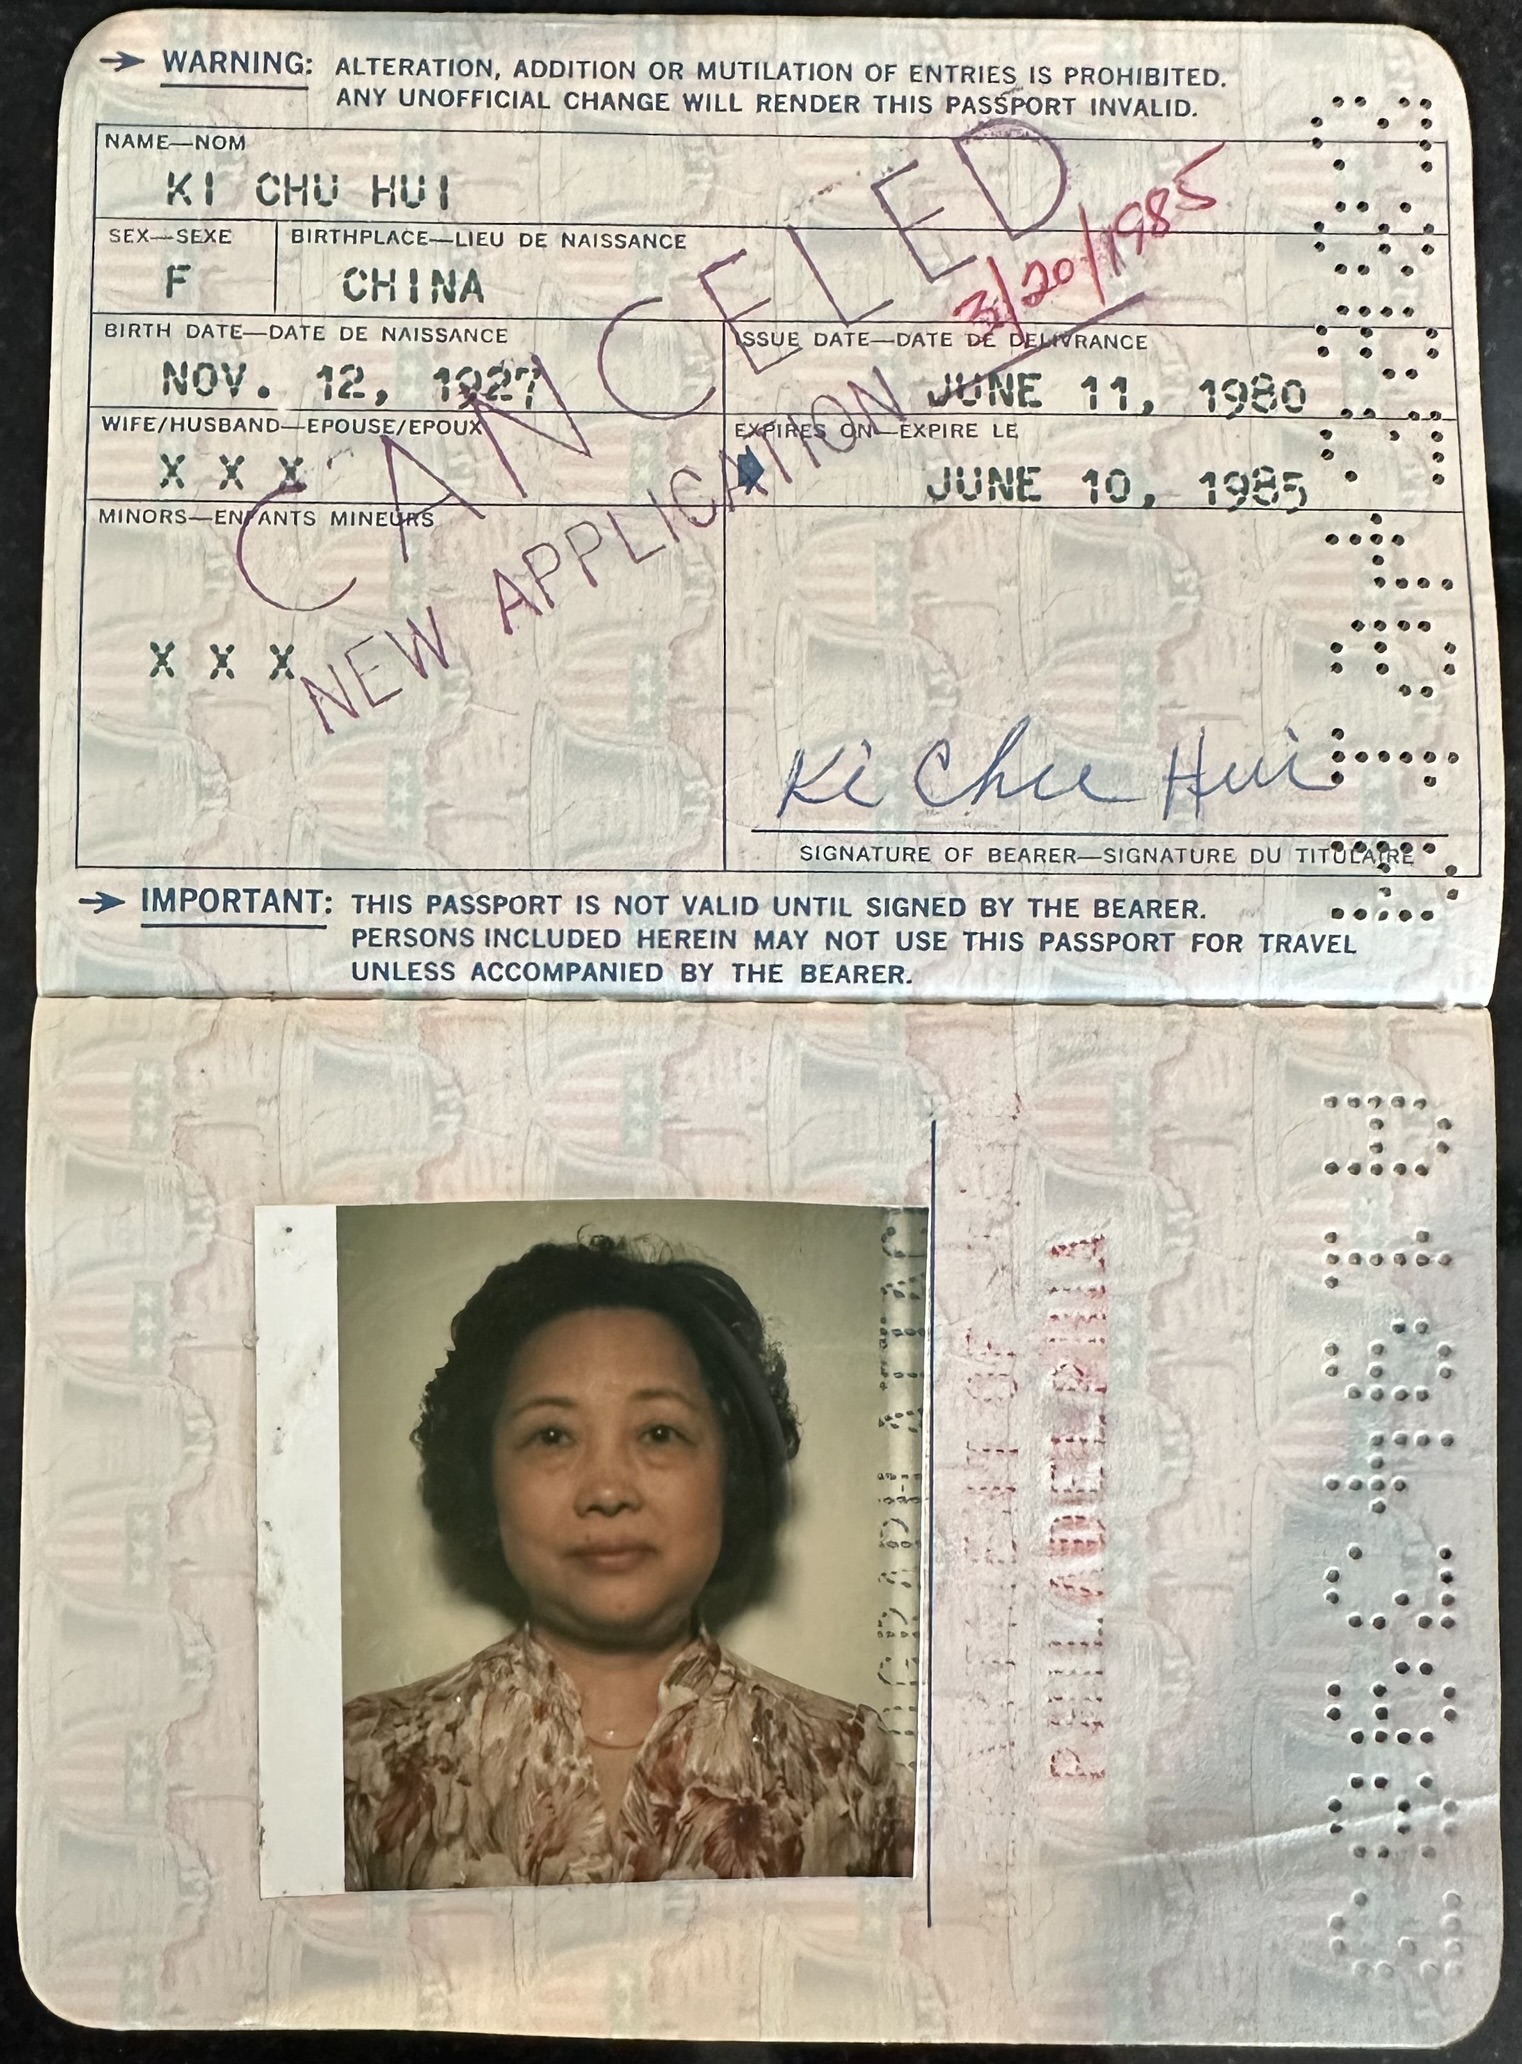 → WARNING: ALTERATION, ADDITION OR MUTILATION OF ENTRIES IS PROHIBITED.
ANY UNOFFICIAL CHANGE WILL RENDER THIS PASSPORT INVALID.
NAME—NOM
KI CHU HUI
SEX—SEXE BIRTHPLACE—LIEU DE NAISSANCE
F CHINA
BIRTH DATE—DATE DE NAISSANCE ISSUE DATE—DATE DE DELIVRANCE
NOV. 12, 1927 JUNE 11, 1980
WIFE/HUSBAND—EPOUSE/EPOUX EXPIRES ON—EXPIRE LE
X X X JUNE 10, 1985
MINORS—ENFANTS MINEURS
X X X
CANCELED
3/20/1985
NEW APPLICATION
Ki Chu Hui
SIGNATURE OF BEARER—SIGNATURE DU TITULAIRE
→ IMPORTANT: THIS PASSPORT IS NOT VALID UNTIL SIGNED BY THE BEARER.
PERSONS INCLUDED HEREIN MAY NOT USE THIS PASSPORT FOR TRAVEL
UNLESS ACCOMPANIED BY THE BEARER.
PHILADELPHIA